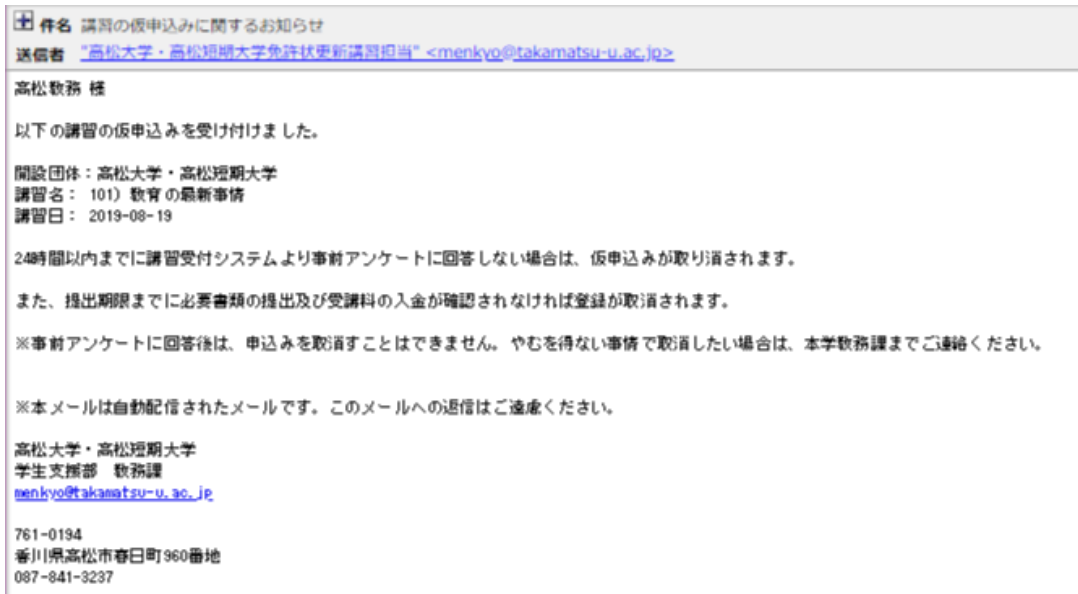 件名 講習の仮申込みに関するお知らせ
送信者 "高松大学・高松短期大学免許状更新講習担当" <menkyo@takamatsu-u.ac.jp>
高松教務 様
以下の講習の仮申込みを受け付けました。
開設団体：高松大学・高松短期大学
講習名： 101）教育の最新事情
講習日： 2019-08-19
24時間以内までに講習受付システムより事前アンケートに回答しない場合は、仮申込みが取り消されます。
また、提出期限までに必要書類の提出及び受講料の入金が確認されなければ登録が取消されます。
※事前アンケートに回答後は、申込みを取消すことはできません。やむを得ない事情で取消したい場合は、本学教務課までご連絡ください。
※本メールは自動配信されたメールです。このメールへの返信はご遠慮ください。
高松大学・高松短期大学
学生支援部　教務課
menkyo@takamatsu-u.ac.jp
761-0194
香川県高松市春日町960番地
087-841-3237